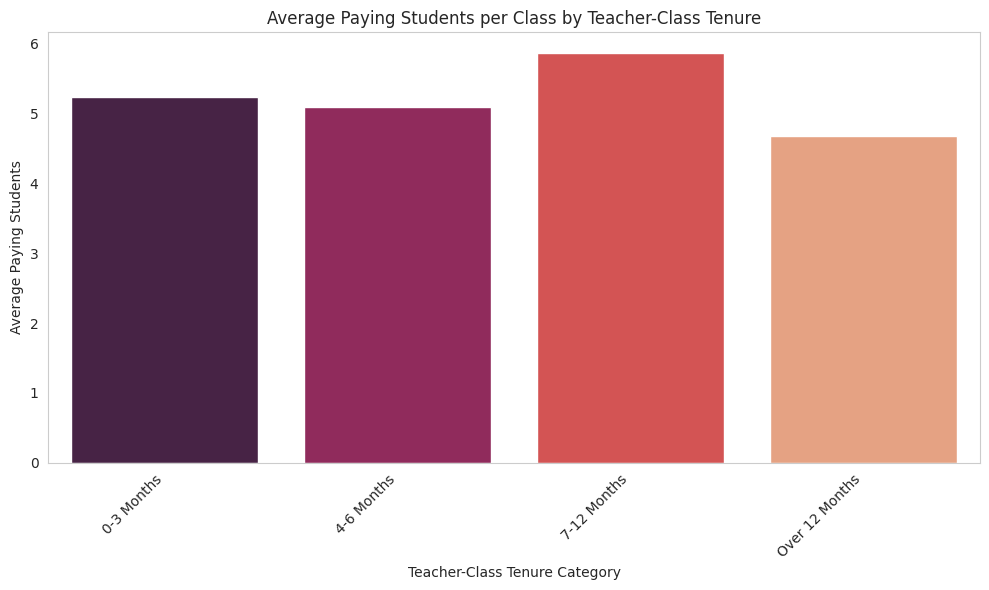 Average Paying Students per Class by Teacher-Class Tenure
Average Paying Students
6
5
4
3
2
1
0
0-3 Months
4-6 Months
7-12 Months
Over 12 Months
Teacher-Class Tenure Category